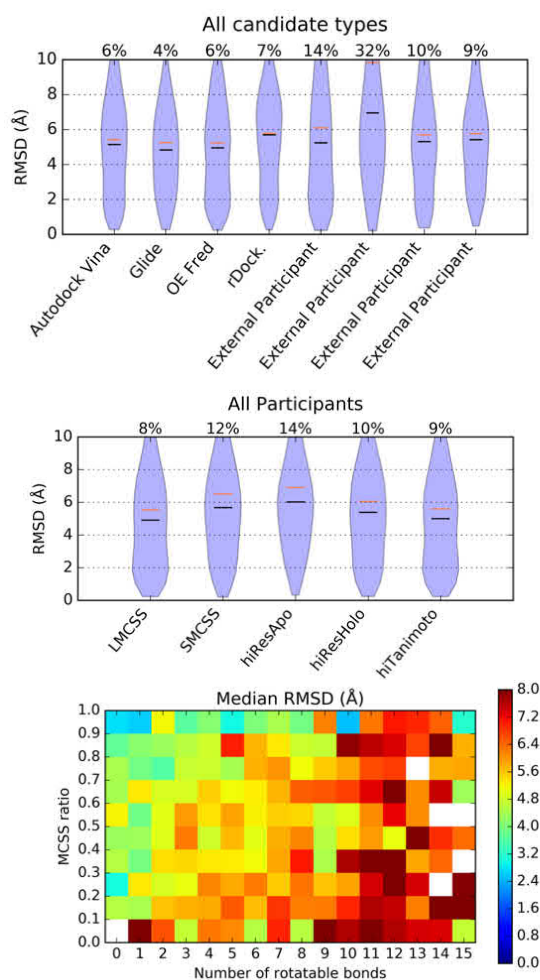 All candidate types
6% 4% 6% 7% 14% 32% 10% 9%
10
8
6
4
2
0
RMSD (Å)
Autodock Vina
Glide
OE Fred
rDock.
External Participant
External Participant
External Participant
External Participant
All Participants
8% 12% 14% 10% 9%
10
8
6
4
2
0
RMSD (Å)
LMCSS
SMCSS
hiResApo
hiResHolo
hiTanimoto
Median RMSD (Å)
1.0
0.9
0.8
0.7
0.6
0.5
0.4
0.3
0.2
0.1
0.0
MCSS ratio
0 1 2 3 4 5 6 7 8 9 10 11 12 13 14 15
Number of rotatable bonds
8.0
7.2
6.4
5.6
4.8
4.0
3.2
2.4
1.6
0.8
0.0